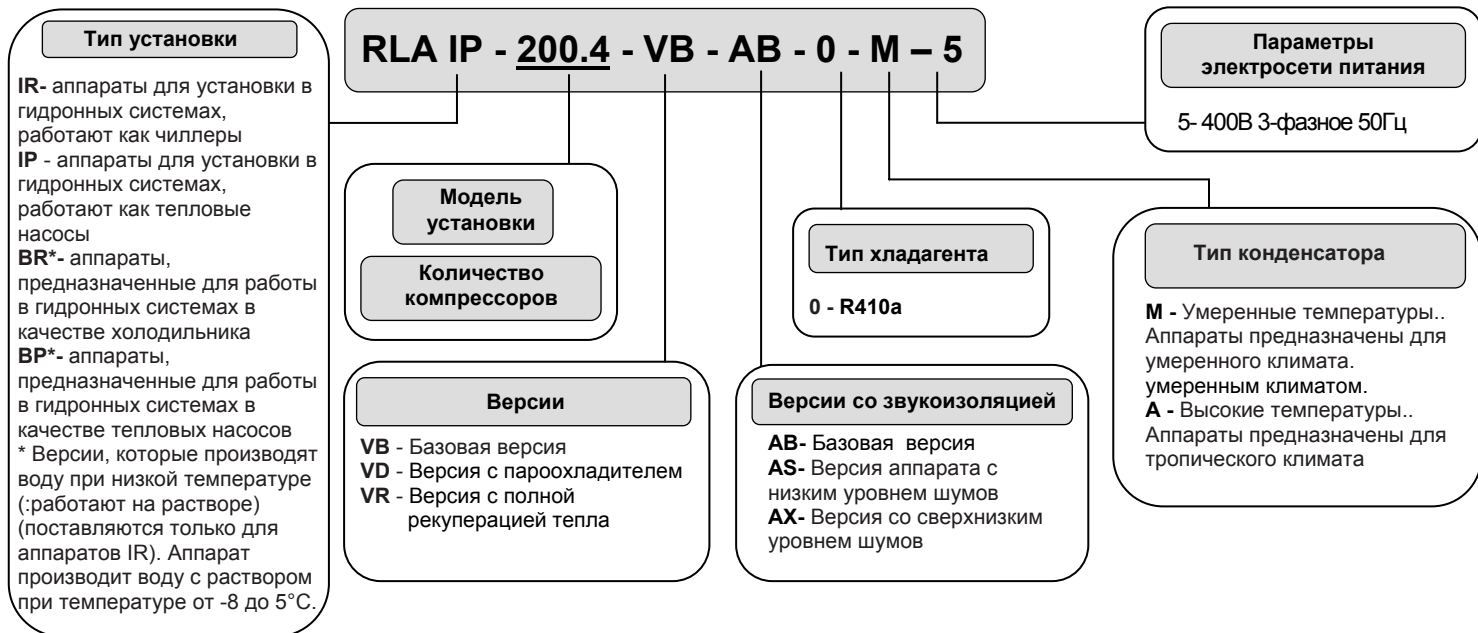 RLA IP - 200.4 - VB - AB - 0 - M – 5
Тип установки
IR- аппараты для установки в
гидронных системах,
работают как чиллеры
IP - аппараты для установки в
гидронных системах,
работают как тепловые
насосы
BR*- аппараты,
предназначенные для работы
в гидронных системах в
качестве холодильника
BP*- аппараты,
предназначенные для работы
в гидронных системах в
качестве тепловых насосов
* Версии, которые производят
воду при низкой температуре
(:работают на растворе)
(поставляются только для
аппаратов IR). Аппарат
производит воду с раствором
при температуре от -8 до 5°C.
Модель
установки
Количество
компрессоров
Версии
VB - Базовая версия
VD - Версия с пароохладителем
VR - Версия с полной
рекуперацией тепла
Версии со звукоизоляцией
AB- Базовая версия
AS- Версия аппарата с
низким уровнем шумов
AX- Версия со сверхнизким
уровнем шумов
Тип хладагента
0 - R410a
Тип конденсатора
M - Умеренные температуры..
Аппараты предназначены для
умеренного климата.
умеренным климатом.
A - Высокие температуры..
Аппараты предназначены для
тропического климата
Параметры
электросети питания
5- 400В 3-фазное 50Гц